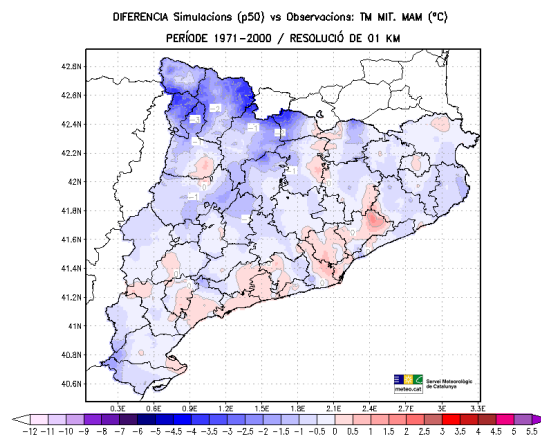 DIFERENCIA Simulacions (p50) vs Observacions: TM MIT. MAM (ºC)
PERÍODE 1971-2000 / RESOLUCIÓ DE 01 KM
42.8N
42.6N
42.4N
42.2N
42N
41.8N
41.6N
41.4N
41.2N
41N
40.8N
40.6N
0.3E 0.6E 0.9E 1.2E 1.5E 1.8E 2.1E 2.4E 2.7E 3E 3.3E
meteo.cat
Servei Meteorològic
de Catalunya
-12 -11 -10 -9 -8 -7 -6 -5 -4.5 -4 -3.5 -3 -2.5 -2 -1.5 -1 -0.5 0 0.5 1 1.5 2 2.5 3 3.5 4 4.5 5 5.5